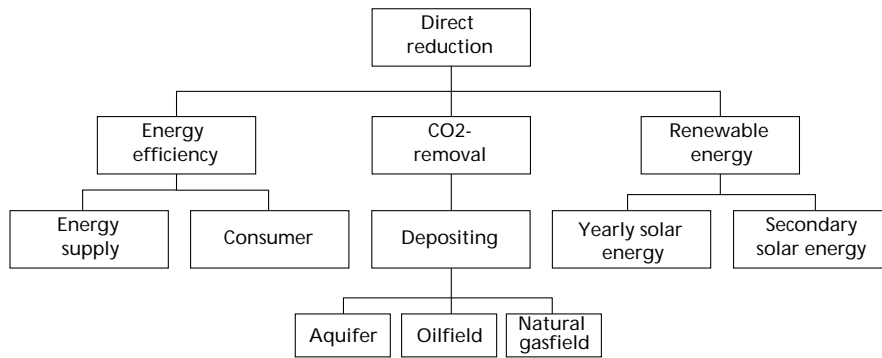 Direct
reduction
Energy
efficiency
CO2-
removal
Renewable
energy
Energy
supply
Consumer
Depositing
Yearly solar
energy
Secondary
solar energy
Aquifer
Oilfield
Natural
gasfield